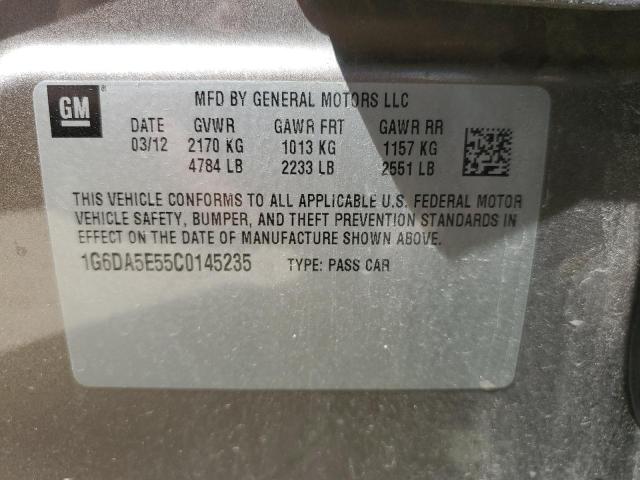 GM
MFD BY GENERAL MOTORS LLC
DATE GVWR GAWR FRT GAWR RR
03/12 2170 KG 1013 KG 1157 KG
4784 LB 2233 LB 2551 LB
THIS VEHICLE CONFORMS TO ALL APPLICABLE U.S. FEDERAL MOTOR
VEHICLE SAFETY, BUMPER, AND THEFT PREVENTION STANDARDS IN
EFFECT ON THE DATE OF MANUFACTURE SHOWN ABOVE.
1G6DA5E55C0145235 TYPE: PASS CAR